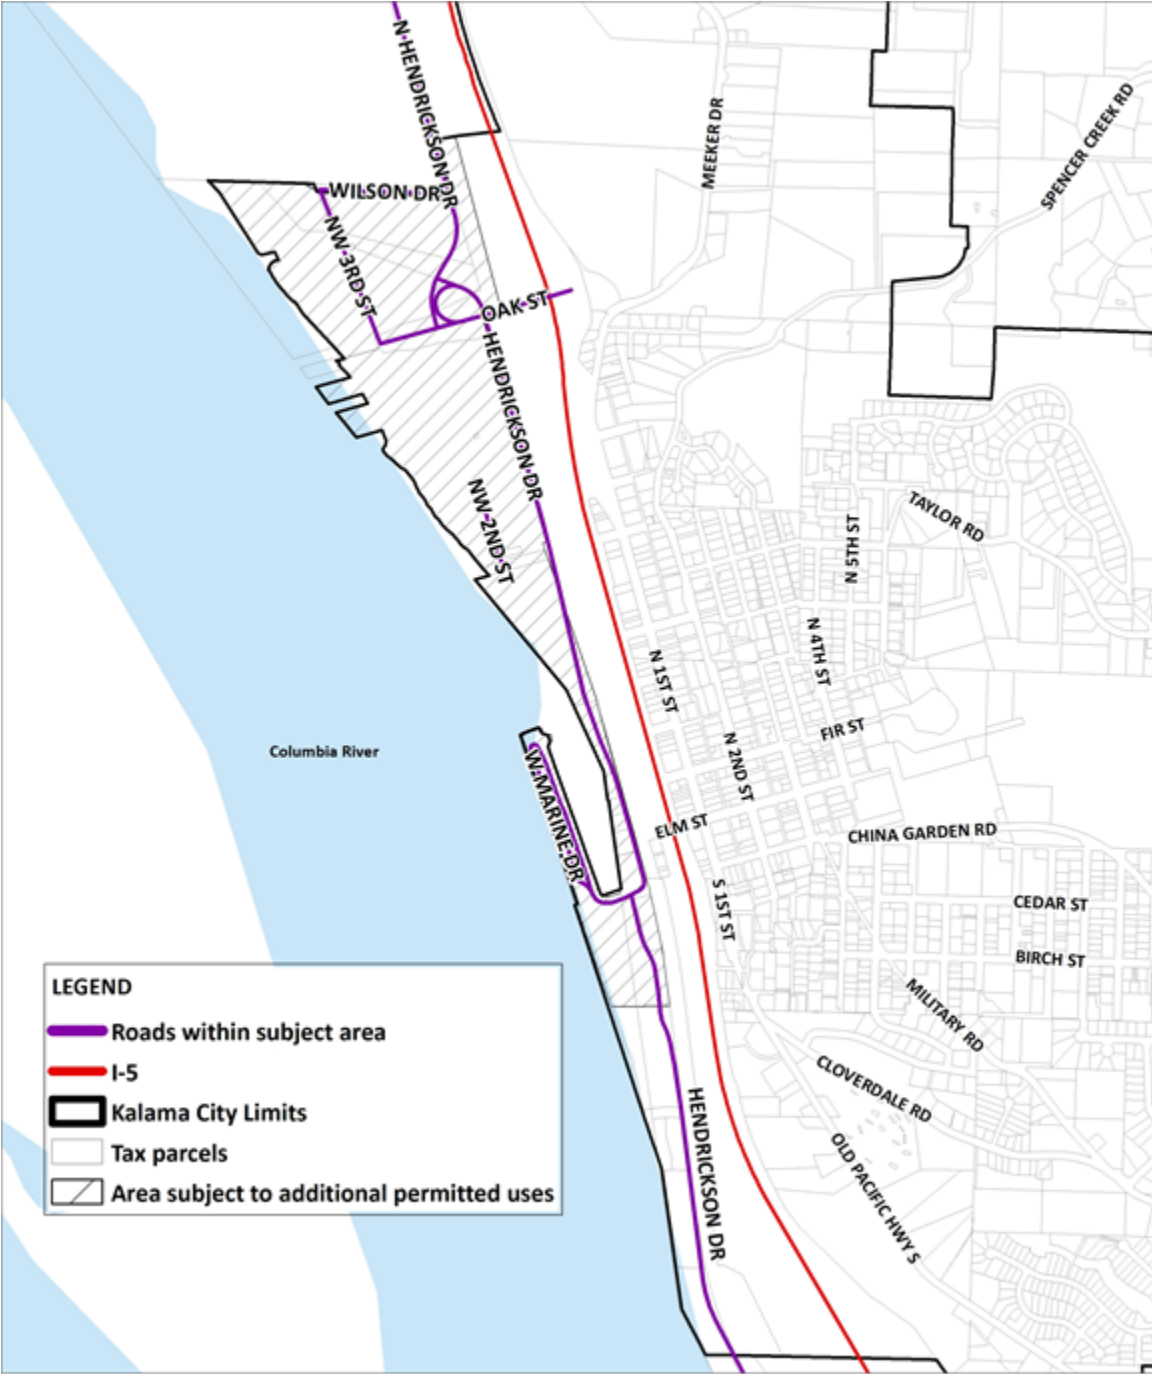 N HENDRICKSON DR
MEEKER DR
SPENCER CREEK RD
WILSON DR
NW 3RD ST
OAK ST
HENDRICKSON DR
NW 2ND ST
TAYLOR RD
N 5TH ST
N 4TH ST
N 1ST ST
FIR ST
N 2ND ST
Columbia River
W MARINE DR
ELM ST
CHINA GARDEN RD
S 1ST ST
CEDAR ST
BIRCH ST
MILITARY RD
CLOVERDALE RD
OLD PACIFIC HWY S
HENDRICKSON DR
LEGEND
Roads within subject area
I-5
Kalama City Limits
Tax parcels
Area subject to additional permitted uses